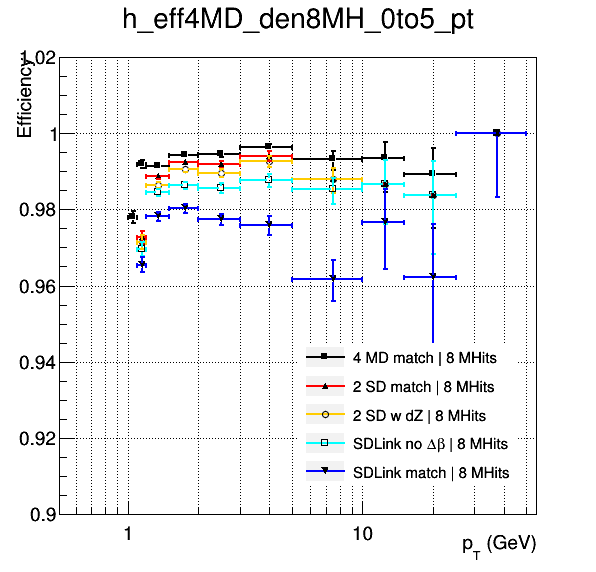 h_eff4MD_den8MH_0to5_pt
Efficiency
1.02
1
0.98
0.96
0.94
0.92
0.9
4 MD match | 8 MHits
2 SD match | 8 MHits
2 SD w dZ | 8 MHits
SDLink no Δβ | 8 MHits
SDLink match | 8 MHits
1
10
p_T (GeV)